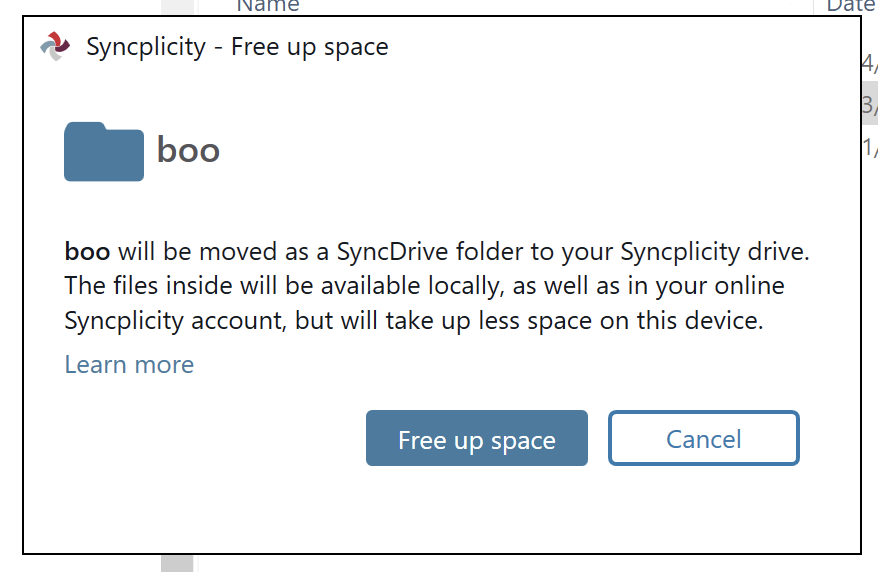 Name
Date
Syncplicity - Free up space
4/
boo
3/
1/
boo will be moved as a SyncDrive folder to your Syncplicity drive.
The files inside will be available locally, as well as in your online
Syncplicity account, but will take up less space on this device.
Learn more
Free up space
Cancel